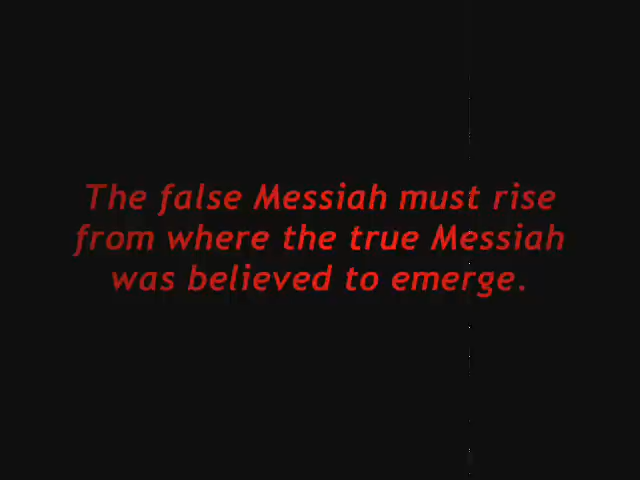 The false Messiah must rise
from where the true Messiah
was believed to emerge.